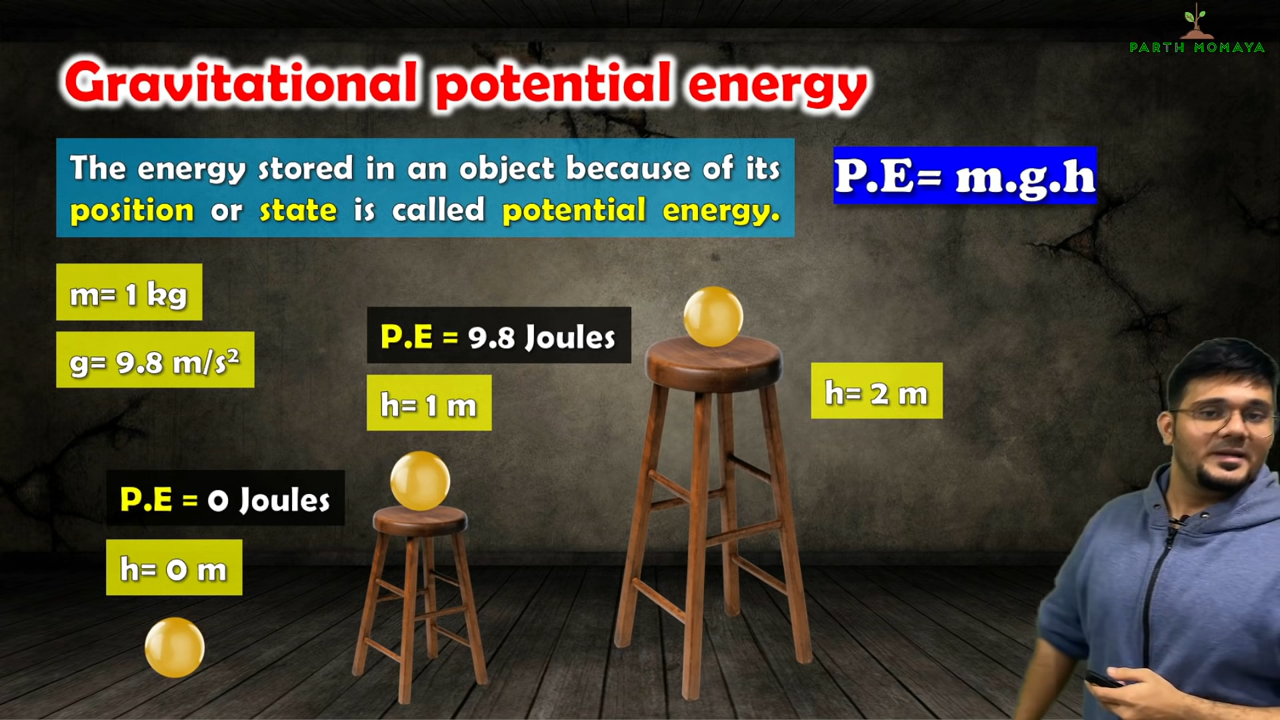 PARTH MOMAYA
Gravitational potential energy
The energy stored in an object because of its
position or state is called potential energy.
P.E= m.g.h
m= 1 kg
g= 9.8 m/s²
P.E = 9.8 Joules
h= 1 m
h= 2 m
P.E = 0 Joules
h= 0 m